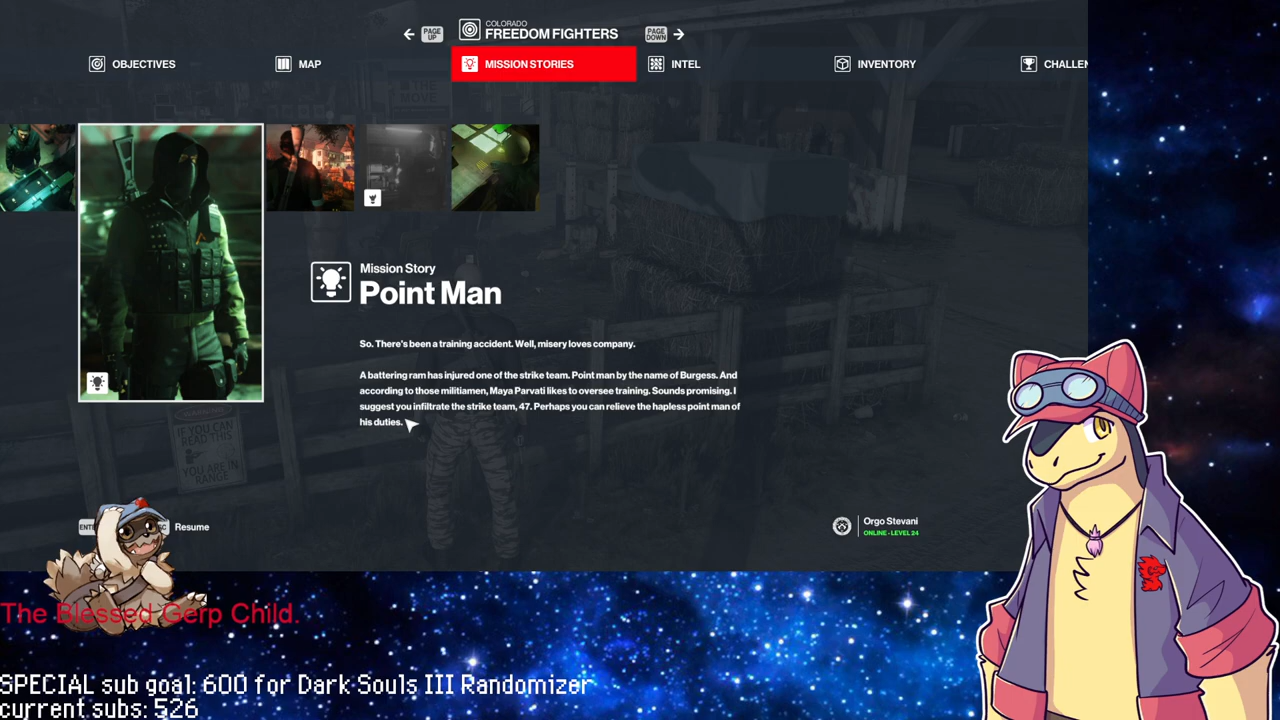 PAGE UP
COLORADO
FREEDOM FIGHTERS
PAGE DOWN
OBJECTIVES
MAP
MISSION STORIES
INTEL
INVENTORY
CHALLEN
THE MOVE
Mission Story
Point Man
So. There's been a training accident. Well, misery loves company.
A battering ram has injured one of the strike team. Point man by the name of Burgess. And
according to those militiamen, Maya Parvati likes to oversee training. Sounds promising. I
suggest you infiltrate the strike team, 47. Perhaps you can relieve the hapless point man of
his duties.
WARNING
IF YOU CAN
READ THIS
YOU ARE IN
RANGE
ENT
Resume
Orgo Stevani
ONLINE - LEVEL 24
The Blessed Gerp Child.
SPECIAL sub goal: 600 for Dark Souls III Randomizer
current subs: 526